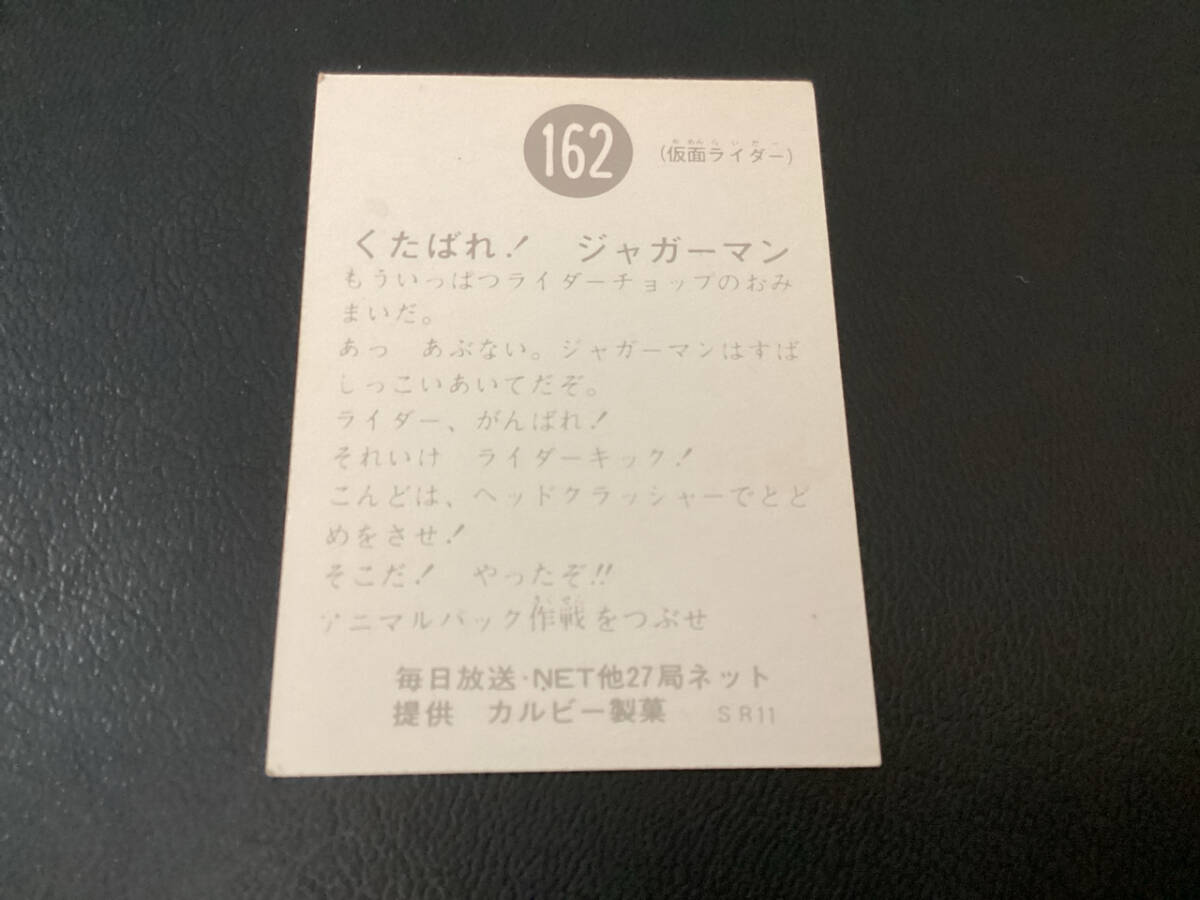 162
(仮面ライダー)
くたばれ! ジャガーマン
もういっぱつライダーチョップのおみ
まいだ。
あっ あぶない。ジャガーマンはすば
しっこいあいてだぞ。
ライダー、がんばれ!
それいけ ライダーキック!
こんどは、ヘッドクラッシャーでとど
めをさせ!
そこだ! やったぞ!!
アニマルパック作戦をつぶせ
毎日放送・NET他27局ネット
提供 カルビー製菓 SR11